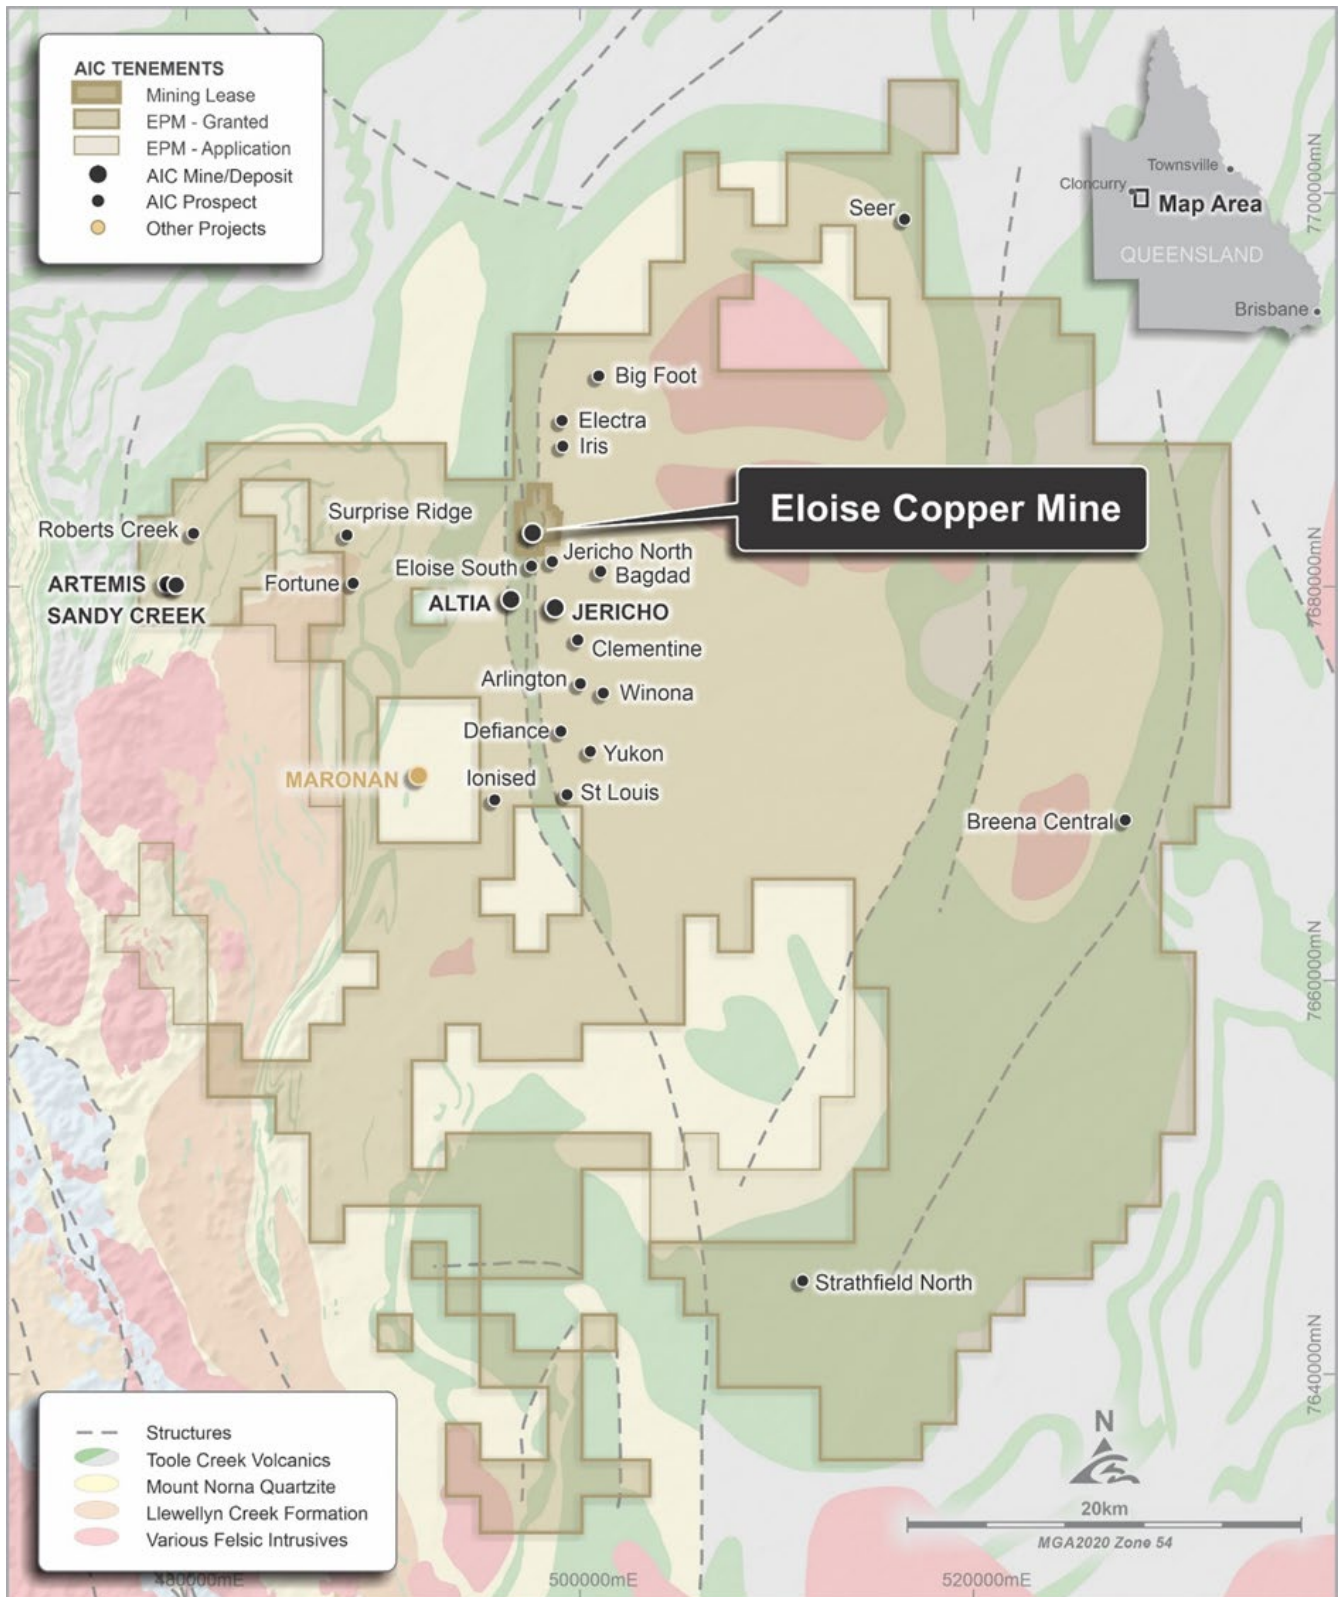 AIC TENEMENTS
Mining Lease
EPM - Granted
EPM - Application
AIC Mine/Deposit
AIC Prospect
Other Projects
Townsville
Cloncurry
Map Area
QUEENSLAND
Brisbane
7700000mN
Seer
Big Foot
Electra
Iris
Eloise Copper Mine
Surprise Ridge
Roberts Creek
Jericho North
Eloise South
Bagdad
Fortune
ARTEMIS
SANDY CREEK
ALTIA
JERICHO
7680000mN
Clementine
Arlington
Winona
Defiance
Yukon
MARONAN
Ionised
St Louis
Breena Central
7660000mN
Strathfield North
7640000mN
Structures
Toole Creek Volcanics
Mount Norna Quartzite
Llewellyn Creek Formation
Various Felsic Intrusives
N
20km
MGA2020 Zone 54
480000mE
500000mE
520000mE